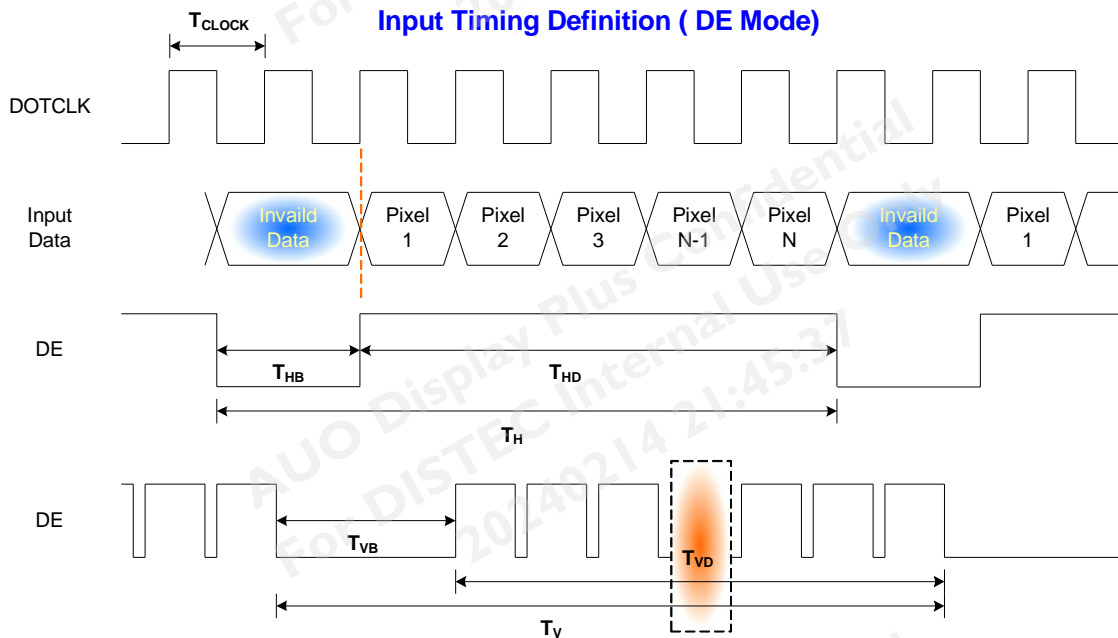 Input Timing Definition ( DE Mode)
TCLOCK
DOTCLK
Input
Data
Invaild
Data
Pixel
1
Pixel
2
Pixel
3
Pixel
N-1
Pixel
N
Invaild
Data
Pixel
1
DE
THB
THD
TH
DE
TVB
TVD
TV
AUO Display Plus Confidential
For DISTEC Internal Use Only
20240214 21:45:37
For